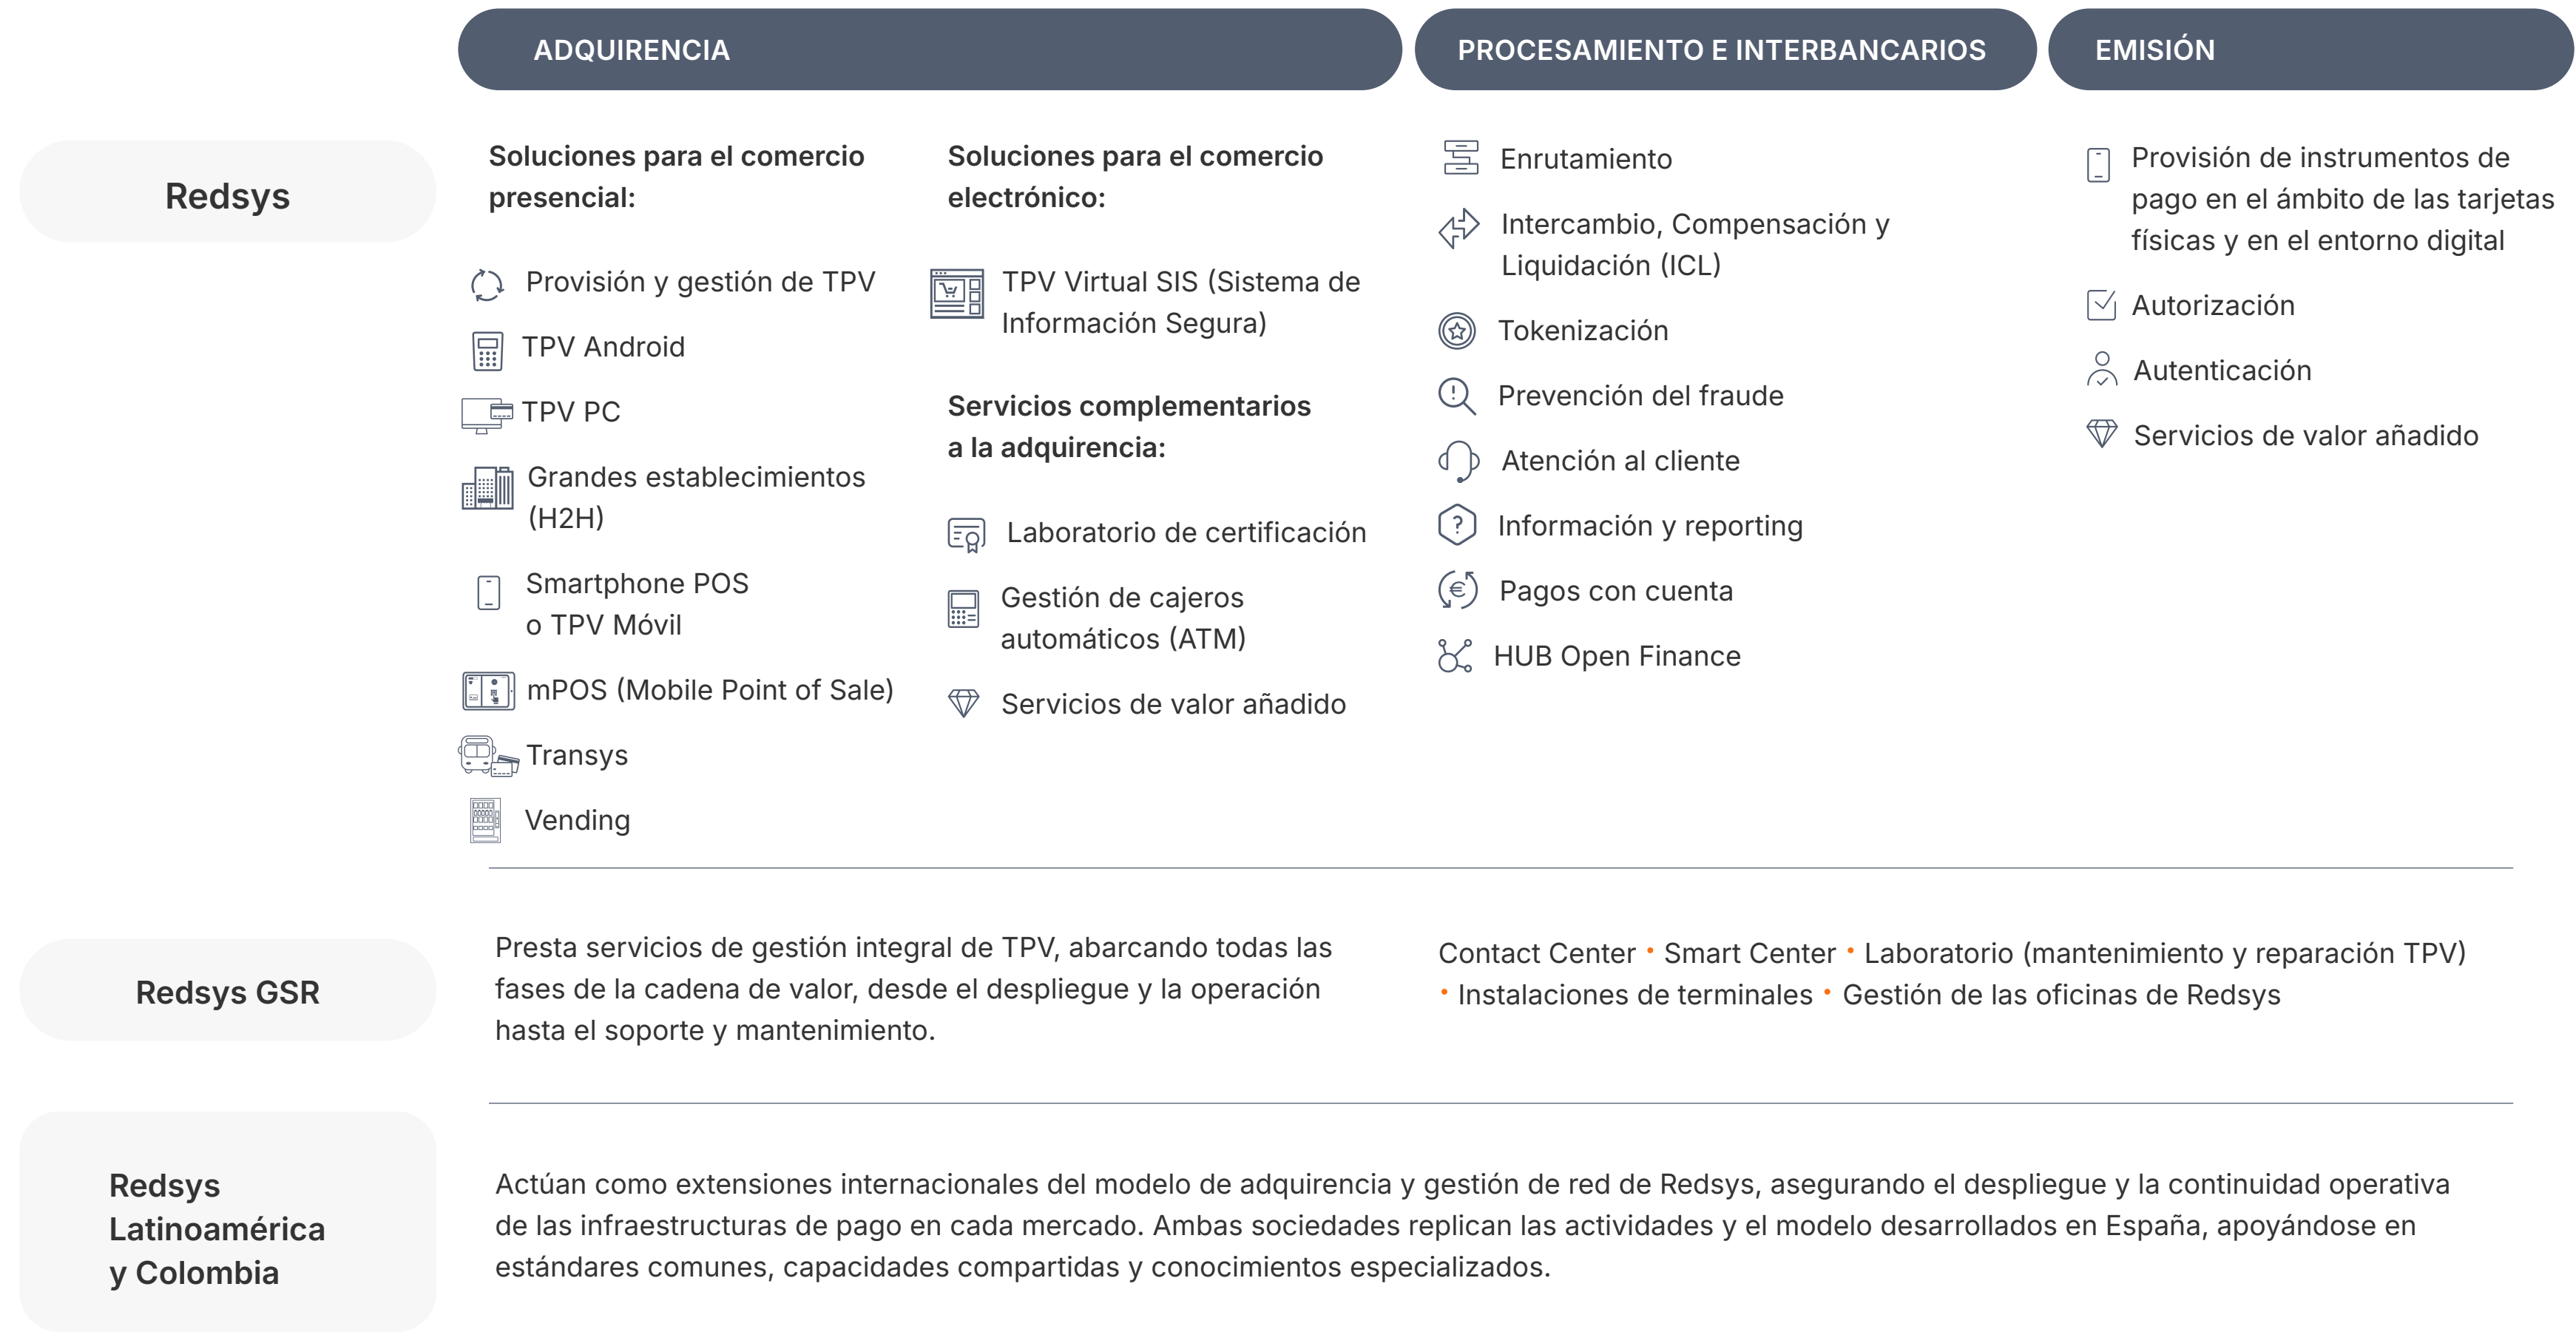 ADQUIRENCIA
PROCESAMIENTO E INTERBANCARIOS
EMISIÓN
Redsys
Soluciones para el comercio
presencial:
Provisión y gestión de TPV
TPV Android
TPV PC
Grandes establecimientos
(H2H)
Smartphone POS
o TPV Móvil
mPOS (Mobile Point of Sale)
Transys
Vending
Soluciones para el comercio
electrónico:
TPV Virtual SIS (Sistema de
Información Segura)
Servicios complementarios
a la adquirencia:
Laboratorio de certificación
Gestión de cajeros
automáticos (ATM)
Servicios de valor añadido
Enrutamiento
Intercambio, Compensación y
Liquidación (ICL)
Tokenización
Prevención del fraude
Atención al cliente
Información y reporting
Pagos con cuenta
HUB Open Finance
Provisión de instrumentos de
pago en el ámbito de las tarjetas
físicas y en el entorno digital
Autorización
Autenticación
Servicios de valor añadido
Redsys GSR
Presta servicios de gestión integral de TPV, abarcando todas las
fases de la cadena de valor, desde el despliegue y la operación
hasta el soporte y mantenimiento.
Contact Center • Smart Center • Laboratorio (mantenimiento y reparación TPV)
• Instalaciones de terminales • Gestión de las oficinas de Redsys
Redsys
Latinoamérica
y Colombia
Actúan como extensiones internacionales del modelo de adquirencia y gestión de red de Redsys, asegurando el despliegue y la continuidad operativa
de las infraestructuras de pago en cada mercado. Ambas sociedades replican las actividades y el modelo desarrollados en España, apoyándose en
estándares comunes, capacidades compartidas y conocimientos especializados.